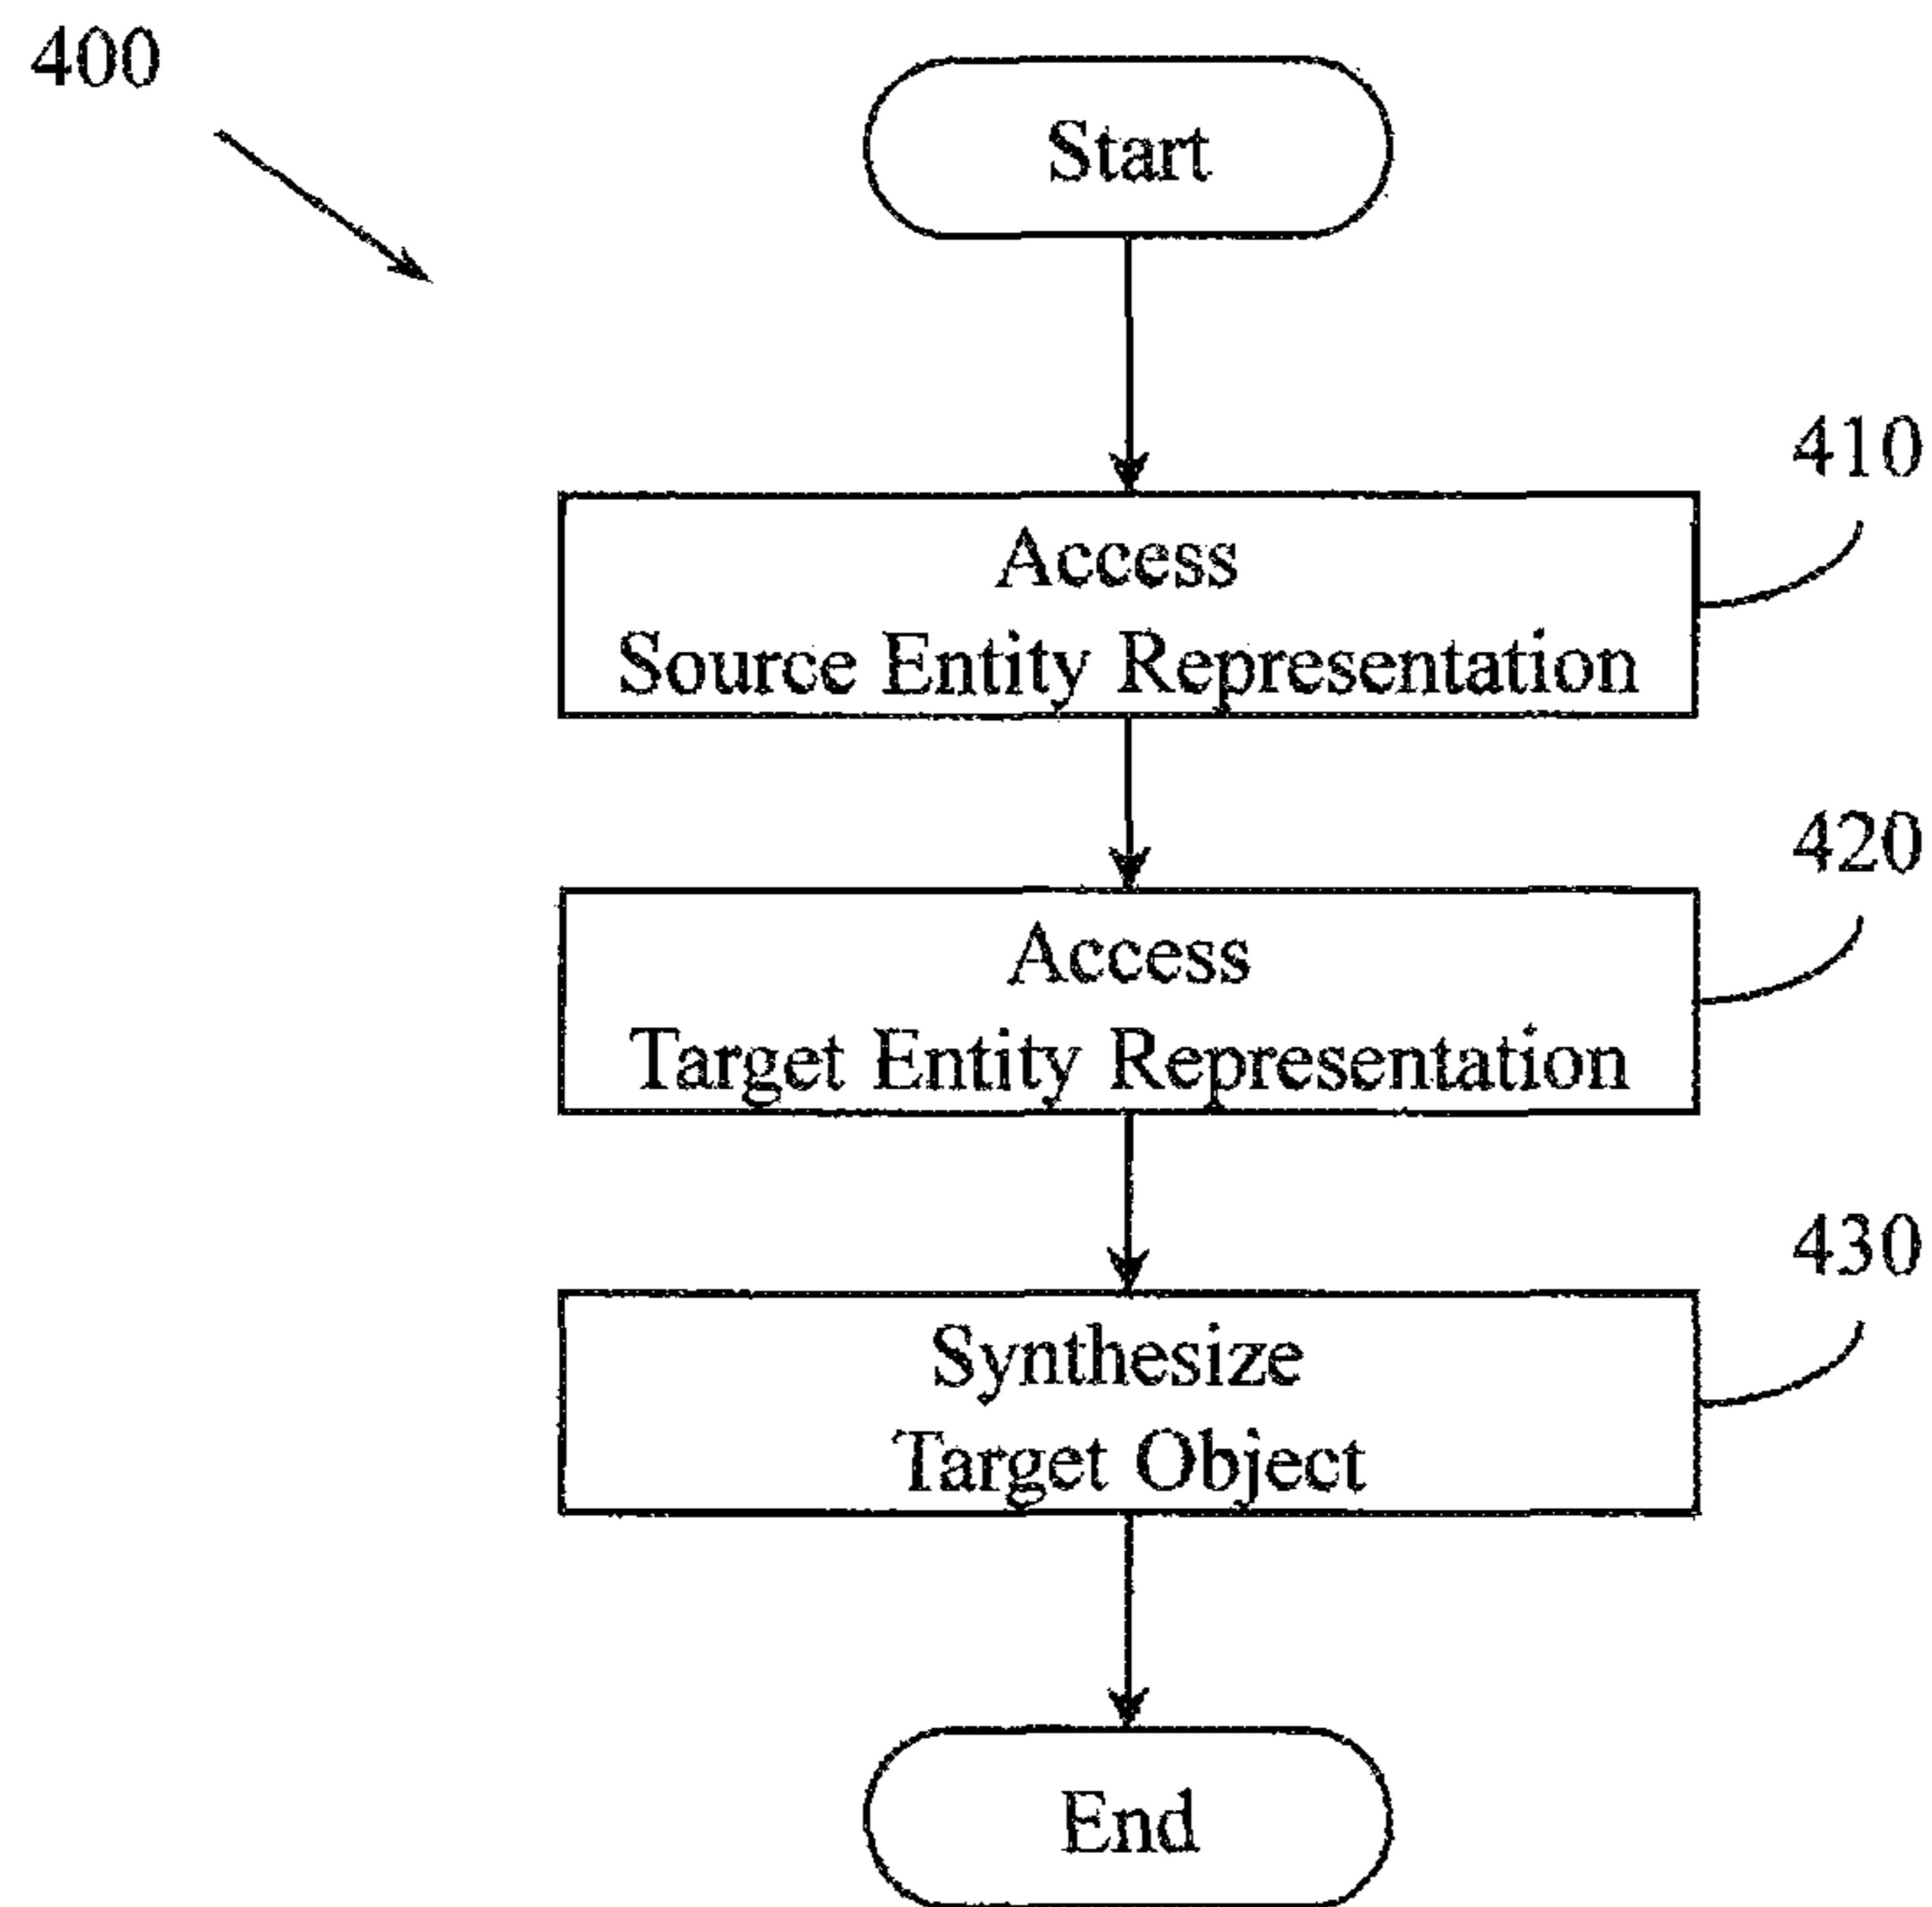 400
Start
410
Access
Source Entity Representation
420
Access
Target Entity Representation
430
Synthesize
Target Object
End